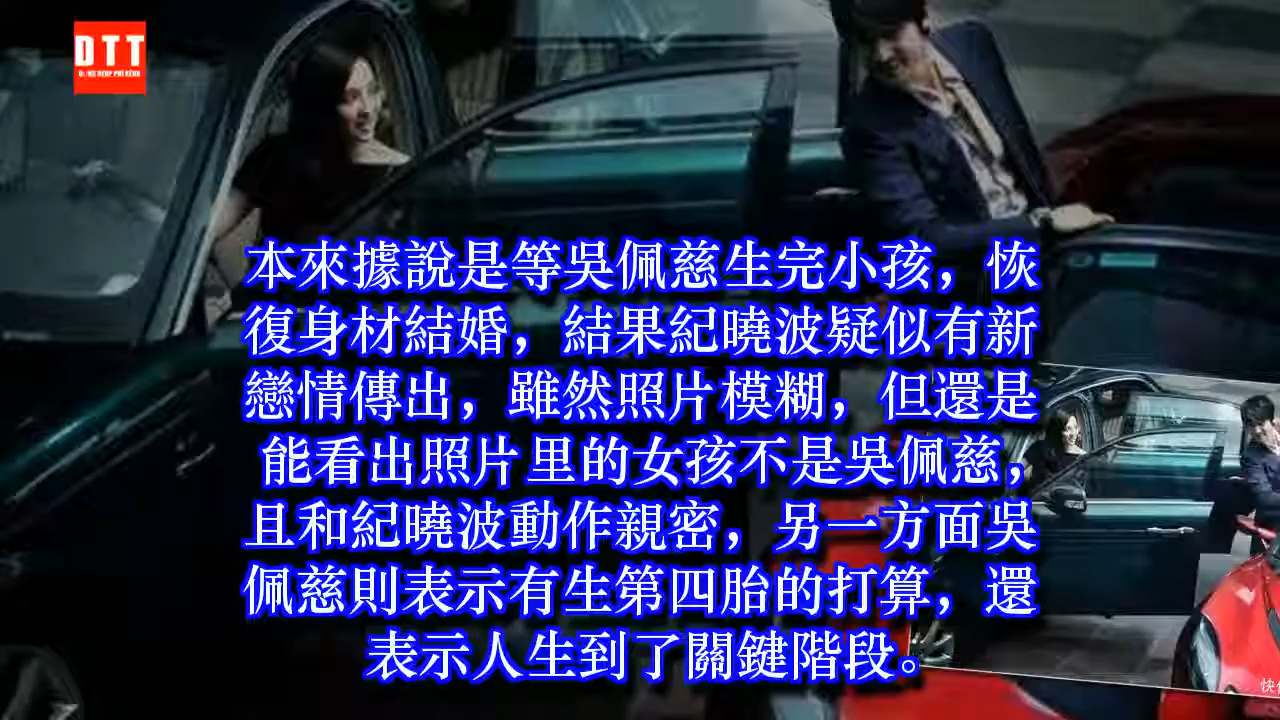 DTT
本來據說是等吳佩慈生完小孩，恢
復身材結婚，結果紀曉波疑似有新
戀情傳出，雖然照片模糊，但還是
能看出照片里的女孩不是吳佩慈，
且和紀曉波動作親密，另一方面吳
佩慈則表示有生第四胎的打算，還
表示人生到了關鍵階段。